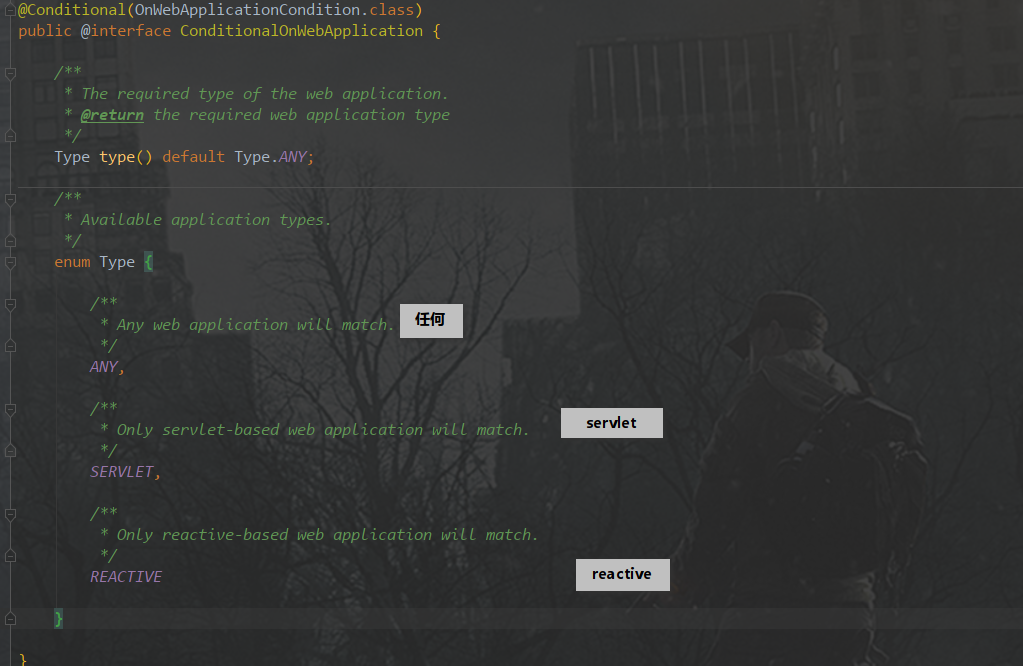 @Conditional(OnWebApplicationCondition.class)
public @interface ConditionalOnWebApplication {
/**
* The required type of the web application.
* @return the required web application type
*/
Type type() default Type.ANY;
/**
* Available application types.
*/
enum Type {
/**
* Any web application will match. 任何
*/
ANY,
/**
* Only servlet-based web application will match. servlet
*/
SERVLET,
/**
* Only reactive-based web application will match.
*/
reactive
REACTIVE
}
}